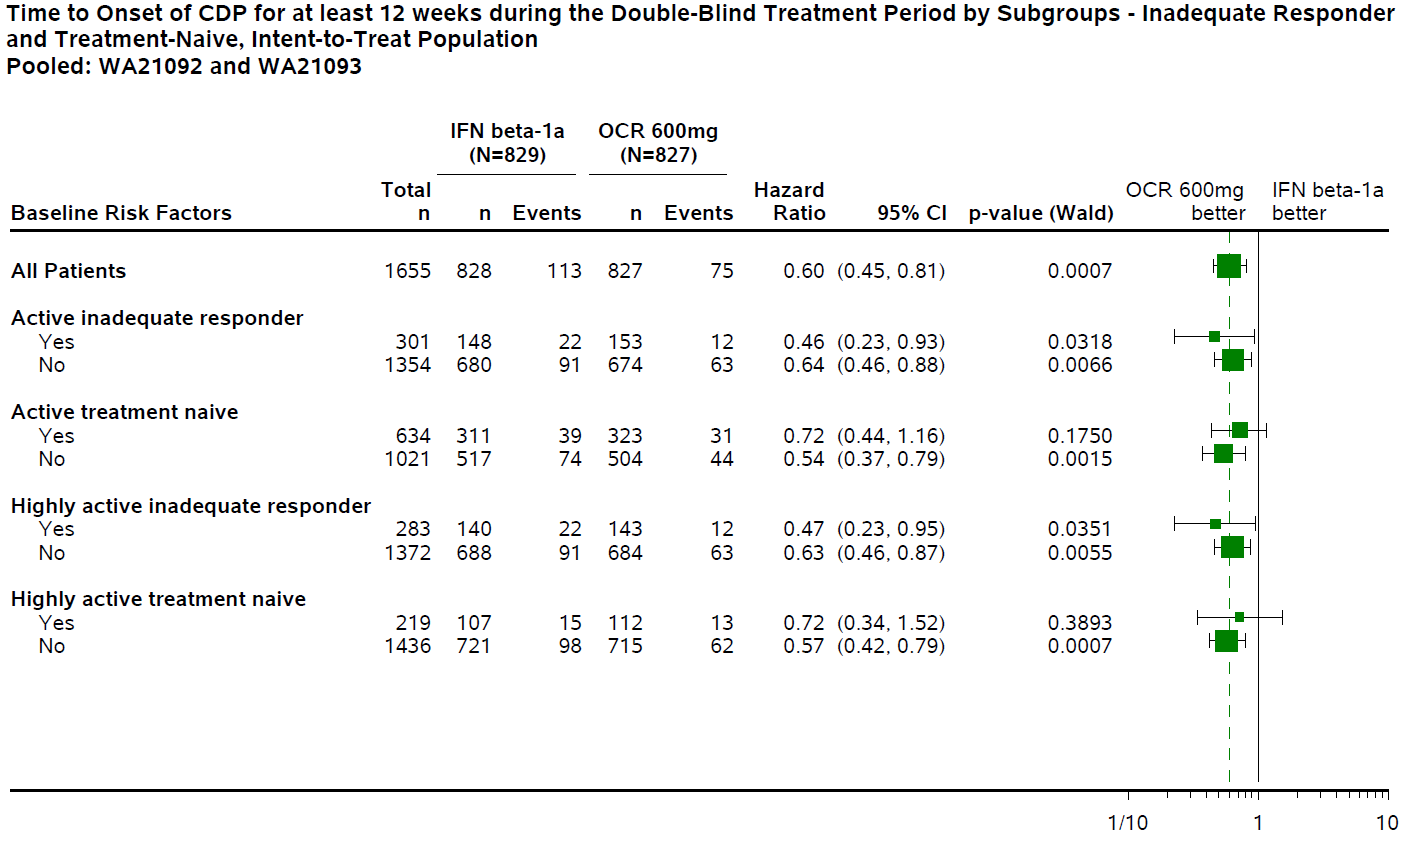 Time to Onset of CDP for at least 12 weeks during the Double-Blind Treatment Period by Subgroups - Inadequate Responder
and Treatment-Naive, Intent-to-Treat Population
Pooled: WA21092 and WA21093
IFN beta-1a OCR 600mg
(N=829) (N=827)
Total Hazard OCR 600mg IFN beta-1a
Baseline Risk Factors n n Events n Events Ratio 95% CI p-value (Wald) better better
All Patients 1655 828 113 827 75 0.60 (0.45, 0.81) 0.0007
Active inadequate responder
Yes 301 148 22 153 12 0.46 (0.23, 0.93) 0.0318
No 1354 680 91 674 63 0.64 (0.46, 0.88) 0.0066
Active treatment naive
Yes 634 311 39 323 31 0.72 (0.44, 1.16) 0.1750
No 1021 517 74 504 44 0.54 (0.37, 0.79) 0.0015
Highly active inadequate responder
Yes 283 140 22 143 12 0.47 (0.23, 0.95) 0.0351
No 1372 688 91 684 63 0.63 (0.46, 0.87) 0.0055
Highly active treatment naive
Yes 219 107 15 112 13 0.72 (0.34, 1.52) 0.3893
No 1436 721 98 715 62 0.57 (0.42, 0.79) 0.0007
1/10 1 10